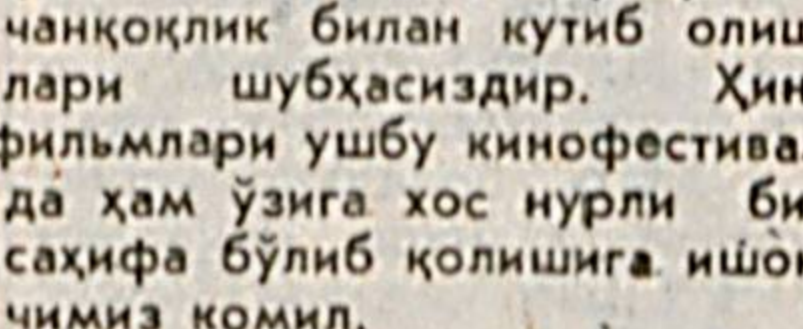 чанқоқлик билан кутиб олиш
лари шубҳасиздир. Ҳин
фильмлари ушбу кинофестива
да ҳам ўзига хос нурли би
саҳифа бўлиб қолишига ишон
чимиз комил.